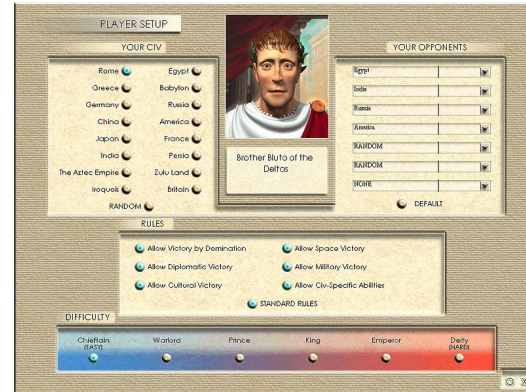 PLAYER SETUP
YOUR CIV
Rome
Egypt
Greece
Babylon
Germany
Russia
China
America
Japan
France
India
Persia
The Aztec Empire
Zulu Land
Iroquois
Britain
RANDOM
Brother Bluto of the
Deltas
YOUR OPPONENTS
Egypt
India
Russia
America
RANDOM
RANDOM
NONE
DEFAULT
RULES
Allow Victory by Domination
Allow Space Victory
Allow Diplomatic Victory
Allow Military Victory
Allow Cultural Victory
Allow Civ-Specific Abilities
STANDARD RULES
DIFFICULTY
Chieftain
(EASY)
Warlord
Prince
King
Emperor
Deity
(HARD)